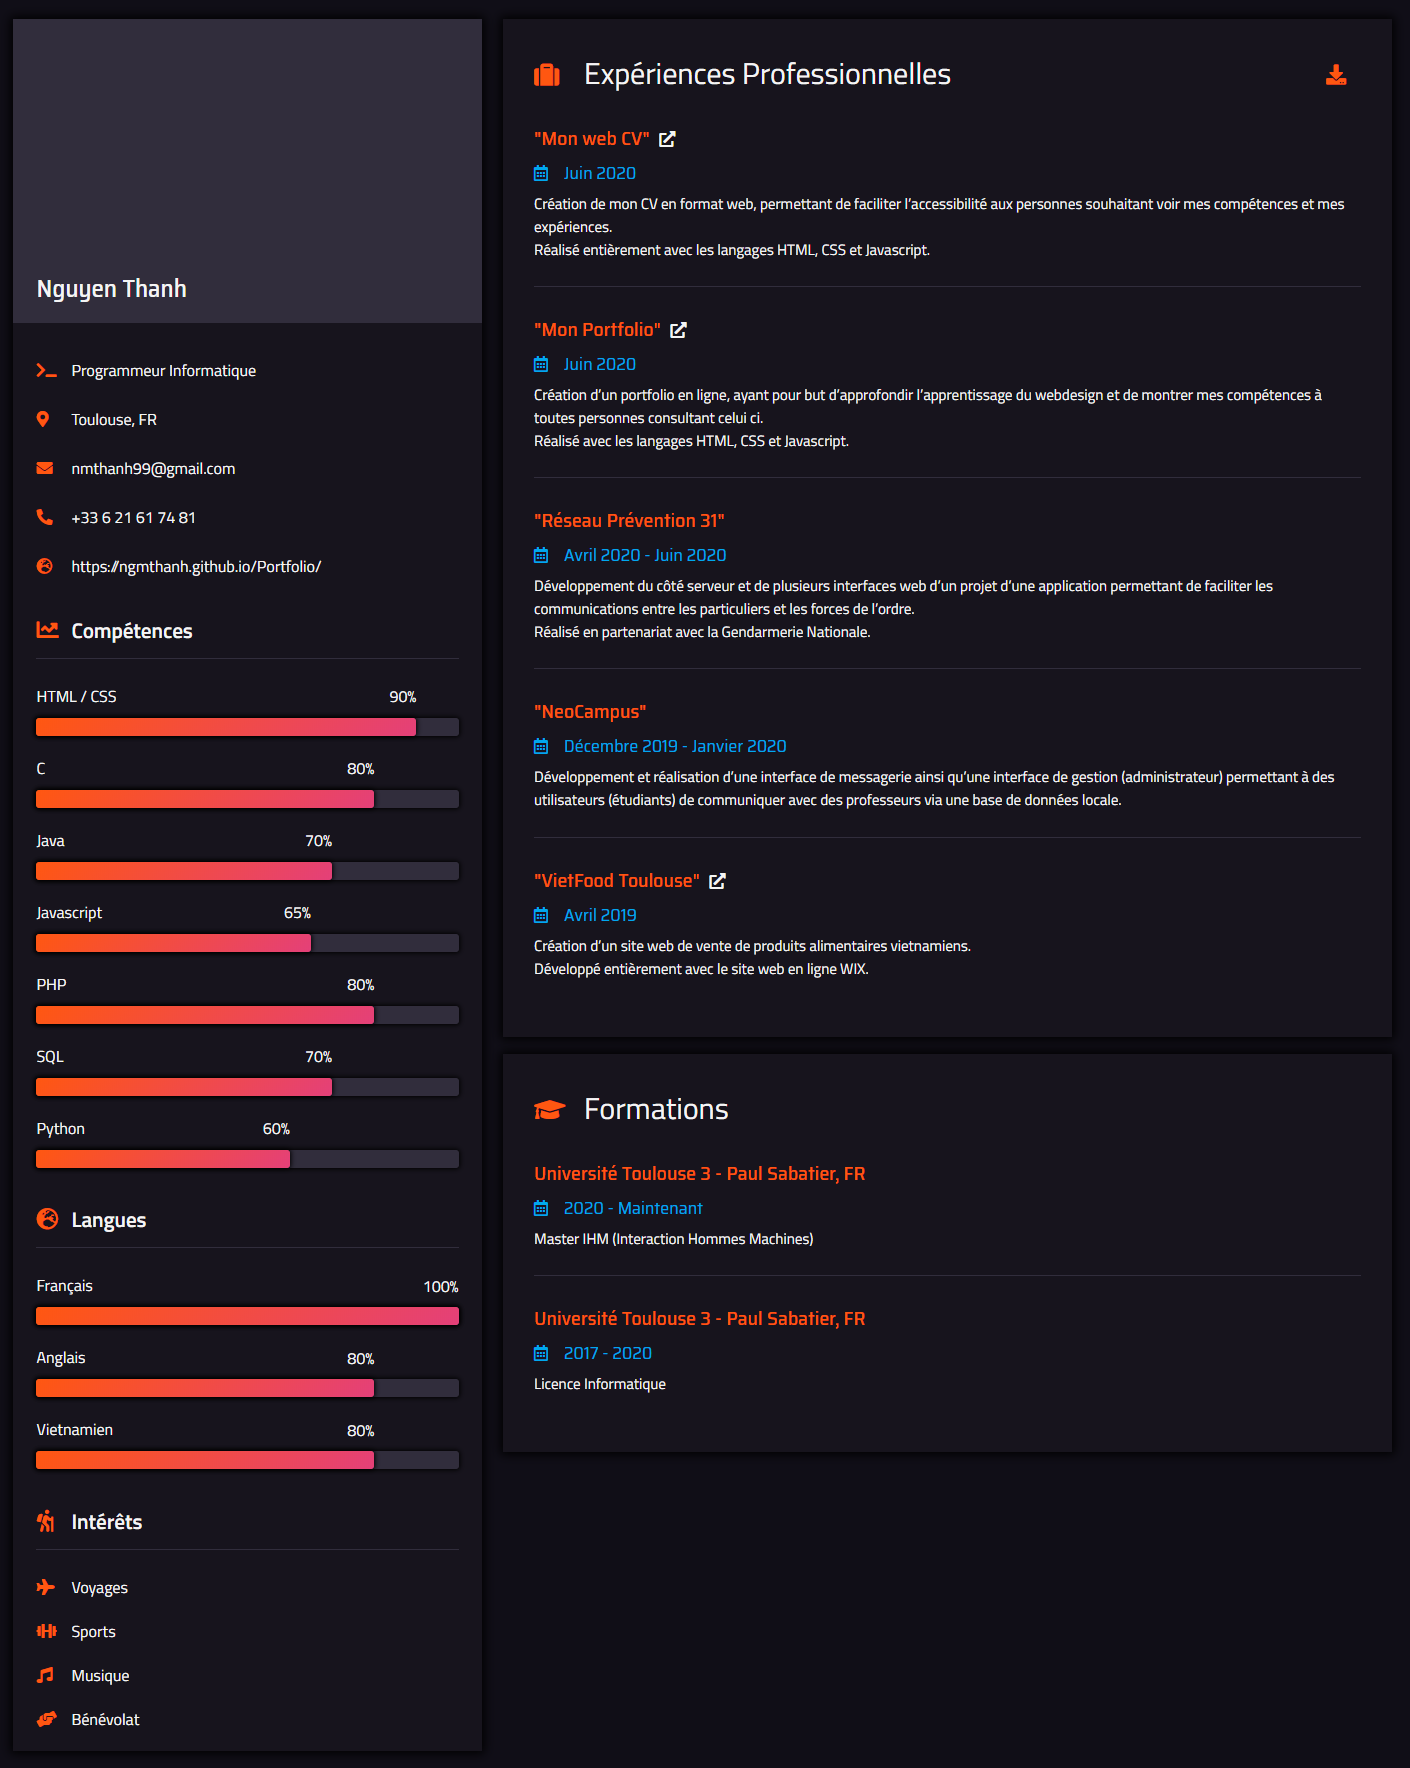 Nguyen Thanh
Programmeur Informatique
Toulouse, FR
nmthanh99@gmail.com
+33 6 21 61 74 81
https://ngmthanh.github.io/Portfolio/
Compétences
HTML / CSS 90%
C 80%
Java 70%
Javascript 65%
PHP 80%
SQL 70%
Python 60%
Langues
Français 100%
Anglais 80%
Vietnamien 80%
Intérêts
Voyages
Sports
Musique
Bénévolat
Expériences Professionnelles
"Mon web CV"
Juin 2020
Création de mon CV en format web, permettant de faciliter l’accessibilité aux personnes souhaitant voir mes compétences et mes
expériences.
Réalisé entièrement avec les langages HTML, CSS et Javascript.
"Mon Portfolio"
Juin 2020
Création d’un portfolio en ligne, ayant pour but d’approfondir l’apprentissage du webdesign et de montrer mes compétences à
toutes personnes consultant celui ci.
Réalisé avec les langages HTML, CSS et Javascript.
"Réseau Prévention 31"
Avril 2020 - Juin 2020
Développement du côté serveur et de plusieurs interfaces web d’un projet d’une application permettant de faciliter les
communications entre les particuliers et les forces de l’ordre.
Réalisé en partenariat avec la Gendarmerie Nationale.
"NeoCampus"
Décembre 2019 - Janvier 2020
Développement et réalisation d’une interface de messagerie ainsi qu’une interface de gestion (administrateur) permettant à des
utilisateurs (étudiants) de communiquer avec des professeurs via une base de données locale.
"VietFood Toulouse"
Avril 2019
Création d’un site web de vente de produits alimentaires vietnamiens.
Développé entièrement avec le site web en ligne WIX.
Formations
Université Toulouse 3 - Paul Sabatier, FR
2020 - Maintenant
Master IHM (Interaction Hommes Machines)
Université Toulouse 3 - Paul Sabatier, FR
2017 - 2020
Licence Informatique